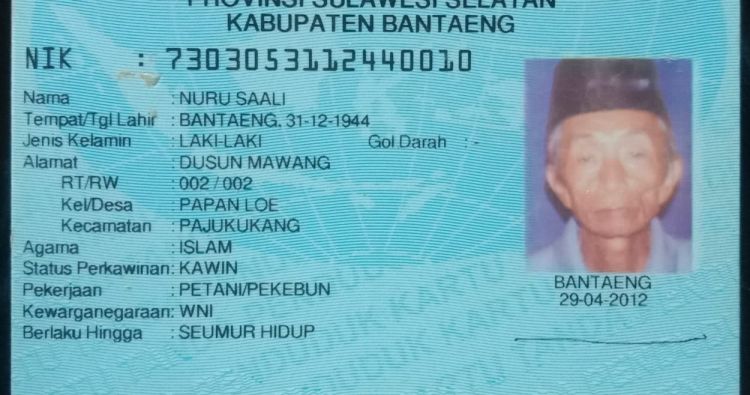 PROVINSI SULAWESI SELATAN
KABUPATEN BANTAENG
NIK : 7303053112440010
Nama : NURU SAALI
Tempat/Tgl Lahir : BANTAENG, 31-12-1944
Jenis Kelamin : LAKI-LAKI Gol Darah : -
Alamat : DUSUN MAWANG
RT/RW : 002 / 002
Kel/Desa : PAPAN LOE
Kecamatan : PAJUKUKANG
Agama : ISLAM
Status Perkawinan: KAWIN
Pekerjaan : PETANI/PEKEBUN
Kewarganegaraan: WNI
Berlaku Hingga : SEUMUR HIDUP
BANTAENG
29-04-2012